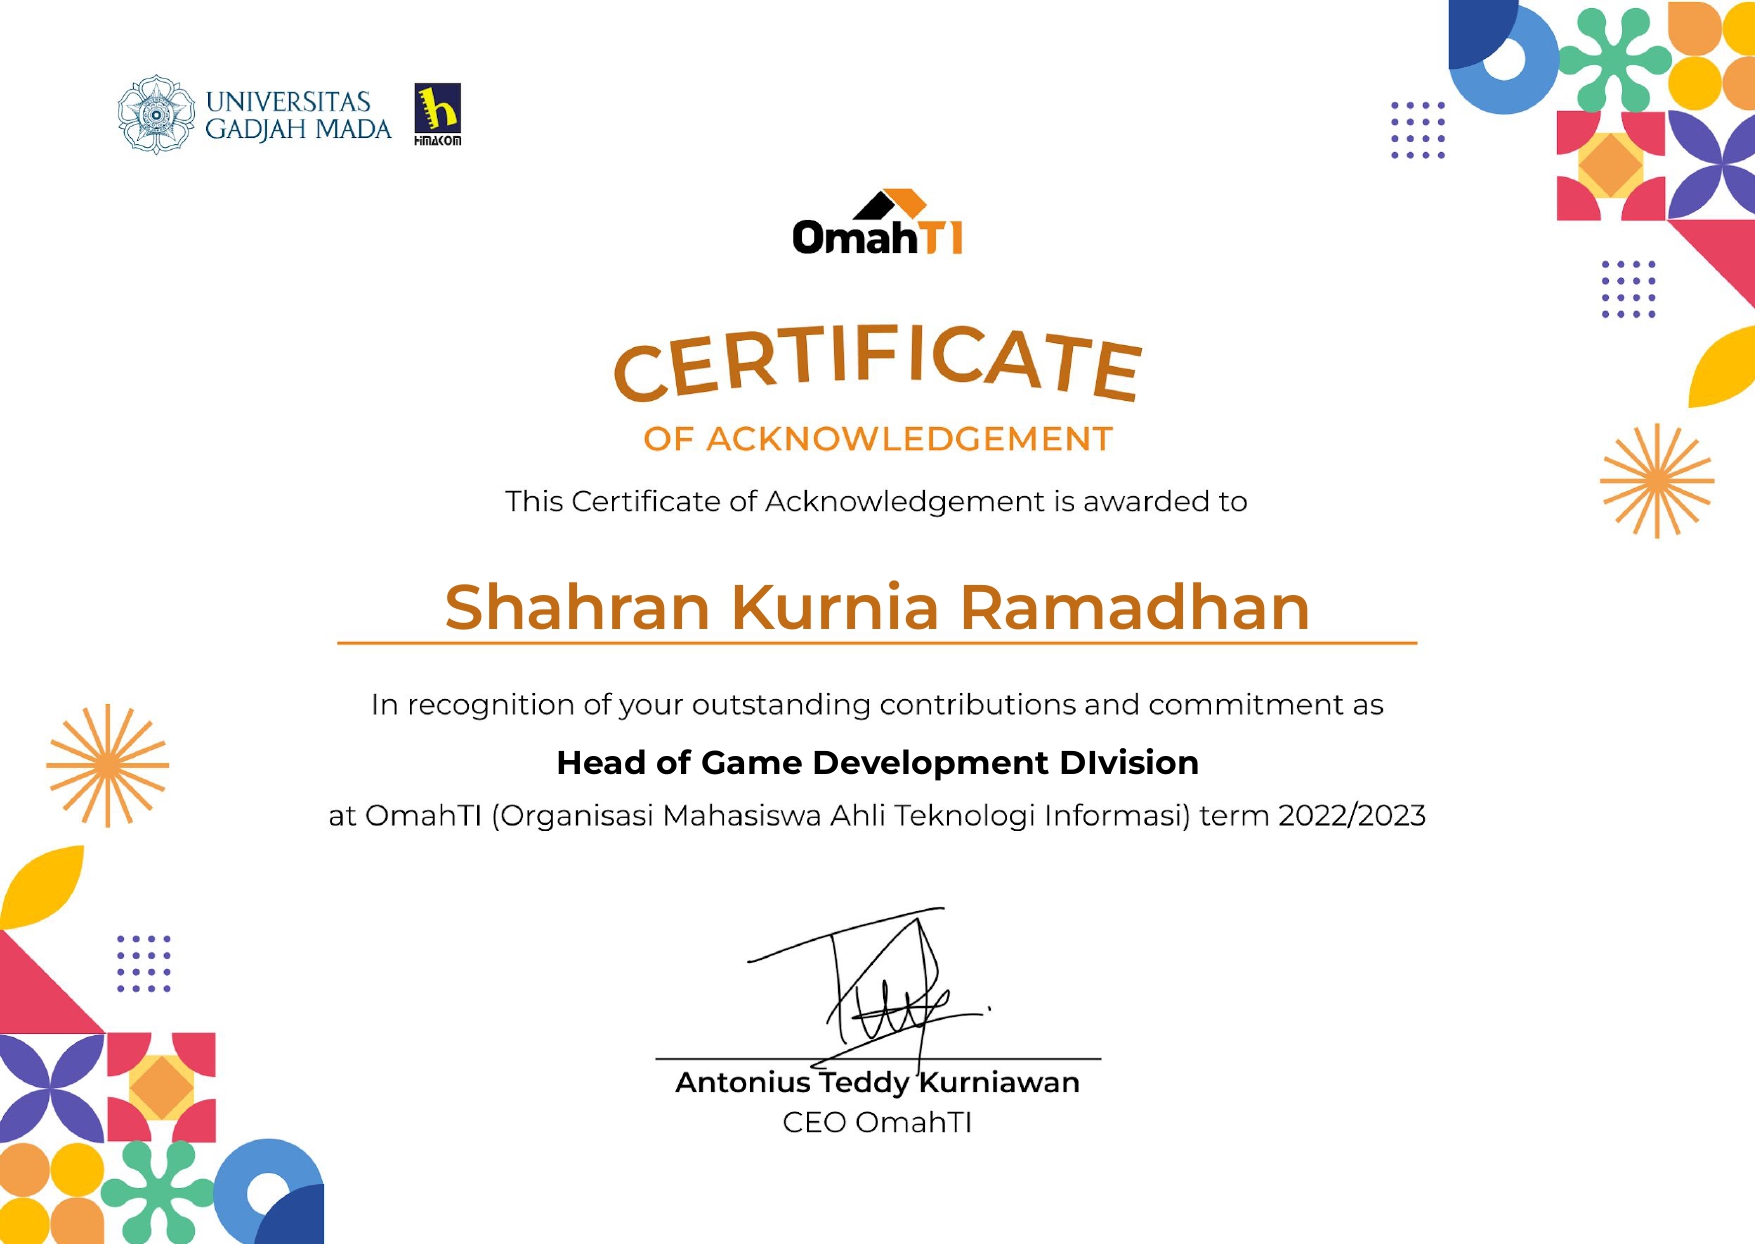 UNIVERSITAS
GADJAH MADA
h
HIMAKOM
OmahTI
CERTIFICATE
OF ACKNOWLEDGEMENT
This Certificate of Acknowledgement is awarded to
Shahran Kurnia Ramadhan
In recognition of your outstanding contributions and commitment as
Head of Game Development DIvision
at OmahTI (Organisasi Mahasiswa Ahli Teknologi Informasi) term 2022/2023
Antonius Teddy Kurniawan
CEO OmahTI